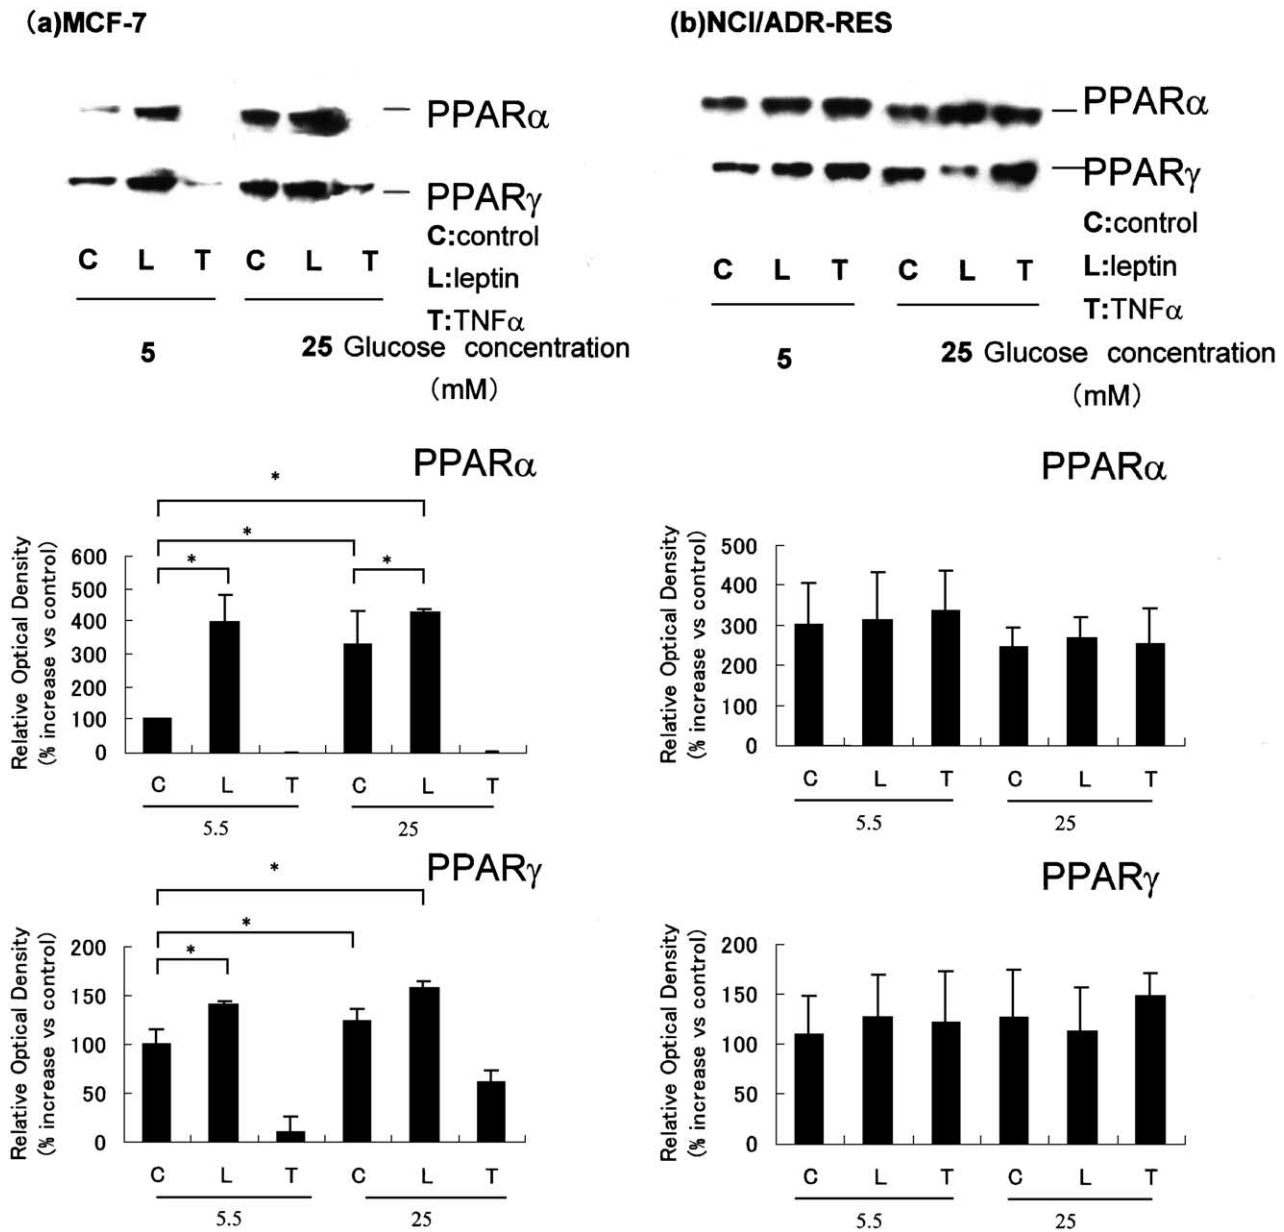 (a)MCF-7
PPARα
PPARγ
C:control
C L T C L T
L:leptin
T:TNFα
5 25 Glucose concentration
(mM)
(b)NCI/ADR-RES
PPARα
PPARγ
C:control
C L T C L T
L:leptin
T:TNFα
5 25 Glucose concentration
(mM)
PPARα
*
*
* *
Relative Optical Density
(% increase vs control)
600
500
400
300
200
100
0
C L T C L T
5.5 25
PPARα
Relative Optical Density
(% increase vs control)
500
400
300
200
100
0
C L T C L T
5.5 25
PPARγ
*
*
*
Relative Optical Density
(% increase vs control)
200
150
100
50
0
C L T C L T
5.5 25
PPARγ
Relative Optical Density
(% increase vs control)
200
150
100
50
0
C L T C L T
5.5 25